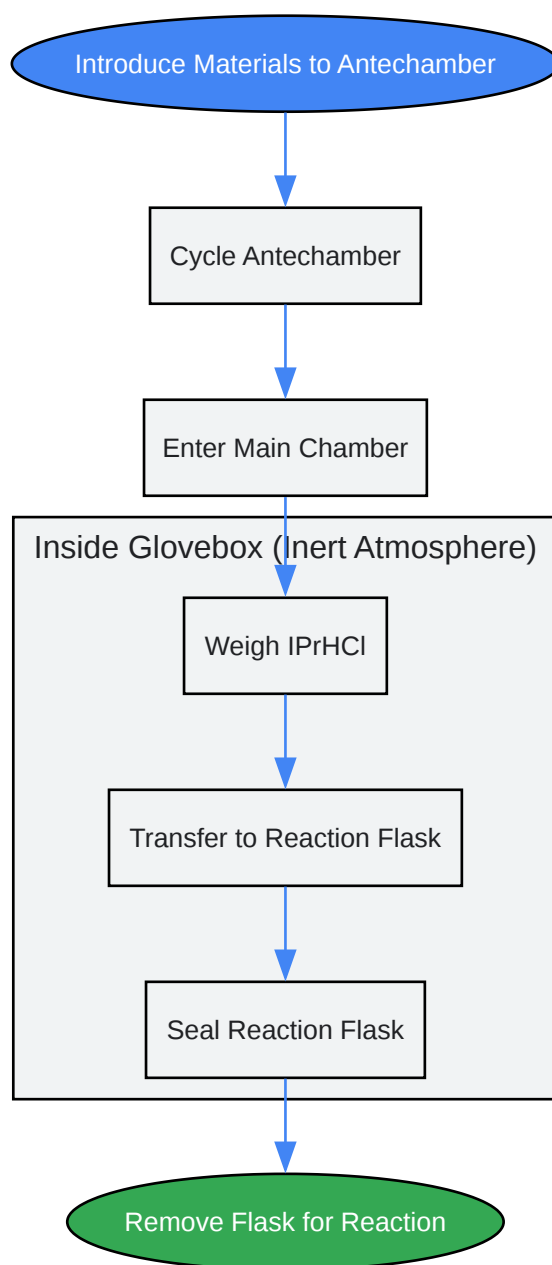 Introduce Materials to Antechamber
Cycle Antechamber
Enter Main Chamber
Inside Glovebox (Inert Atmosphere)
Weigh IPrHCl
Transfer to Reaction Flask
Seal Reaction Flask
Remove Flask for Reaction